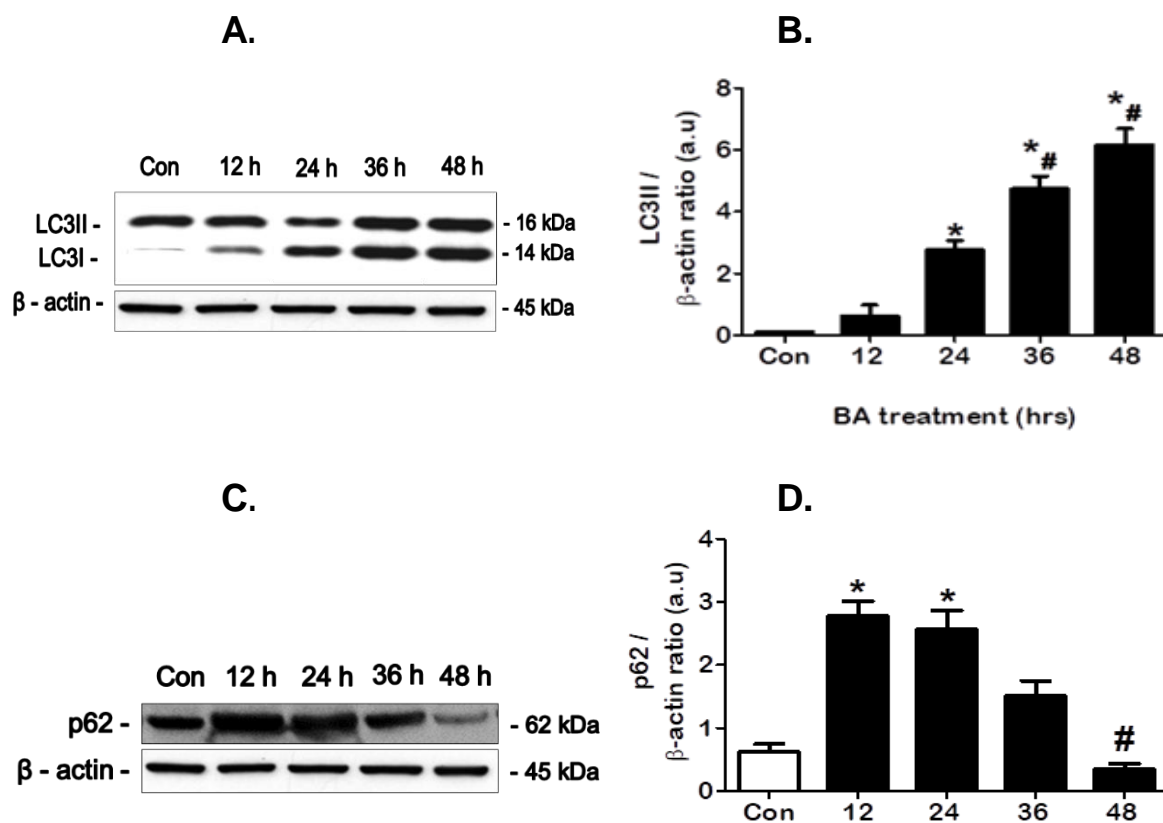 A.
Con 12 h 24 h 36 h 48 h
LC3II - - 16 kDa
LC3I - - 14 kDa
β - actin - - 45 kDa
B.
LC3II /
β-actin ratio (a.u)
8
6
4
2
0
*
*#
*#
Con 12 24 36 48
BA treatment (hrs)
C.
Con 12 h 24 h 36 h 48 h
p62 - - 62 kDa
β - actin - - 45 kDa
D.
p62 /
β-actin ratio (a.u)
4
3
2
1
0
* *
#
Con 12 24 36 48